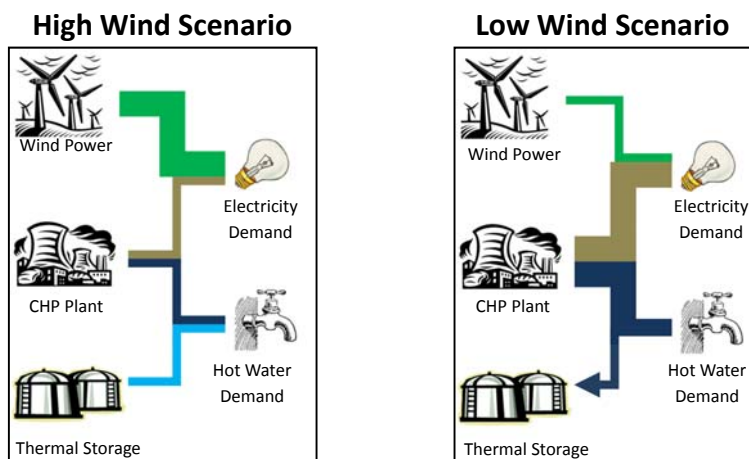 High Wind Scenario
Wind Power
Electricity
Demand
CHP Plant
Hot Water
Demand
Thermal Storage
Low Wind Scenario
Wind Power
Electricity
Demand
CHP Plant
Hot Water
Demand
Thermal Storage